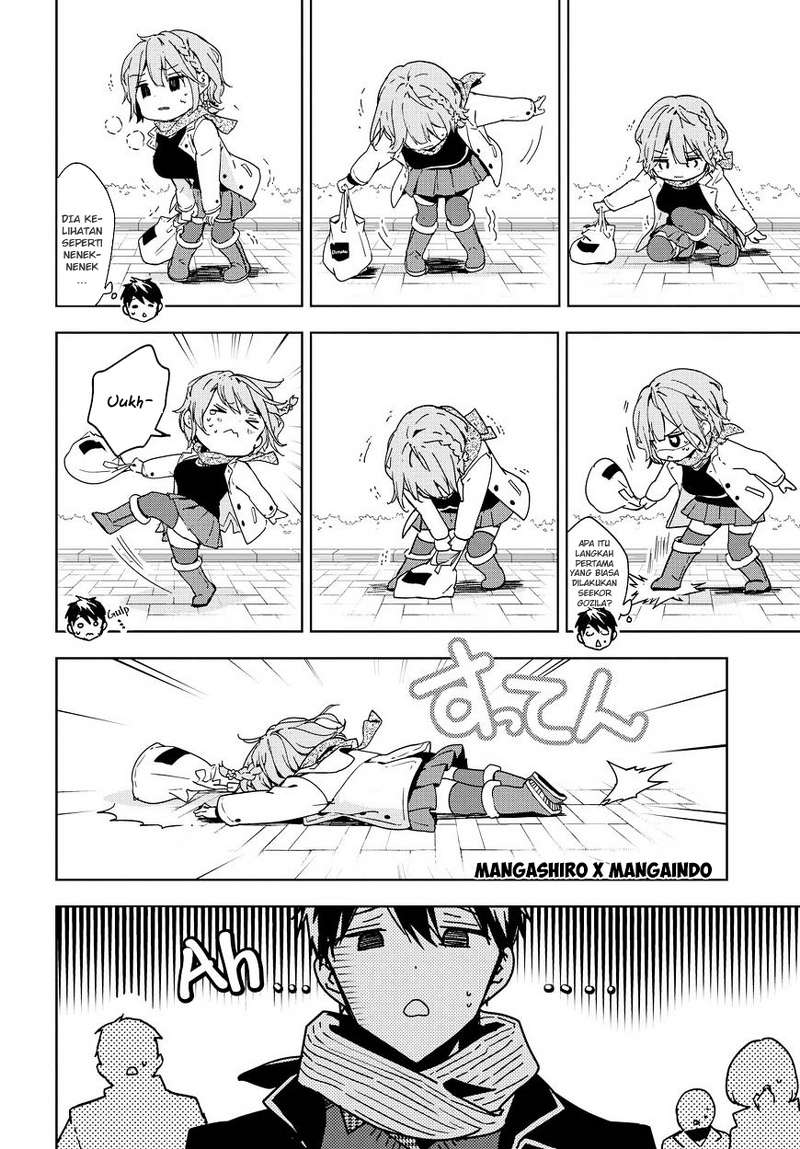 DIA KE-
LIHATAN
SEPERTI
NENEK-
NENEK
...
Uukh-
Gulp
...
APA ITU
LANGKAH
PERTAMA
YANG BIASA
DILAKUKAN
SEEKOR
GOZILA?
すってん
MANGASHIRO X MANGAINDO
Ah........